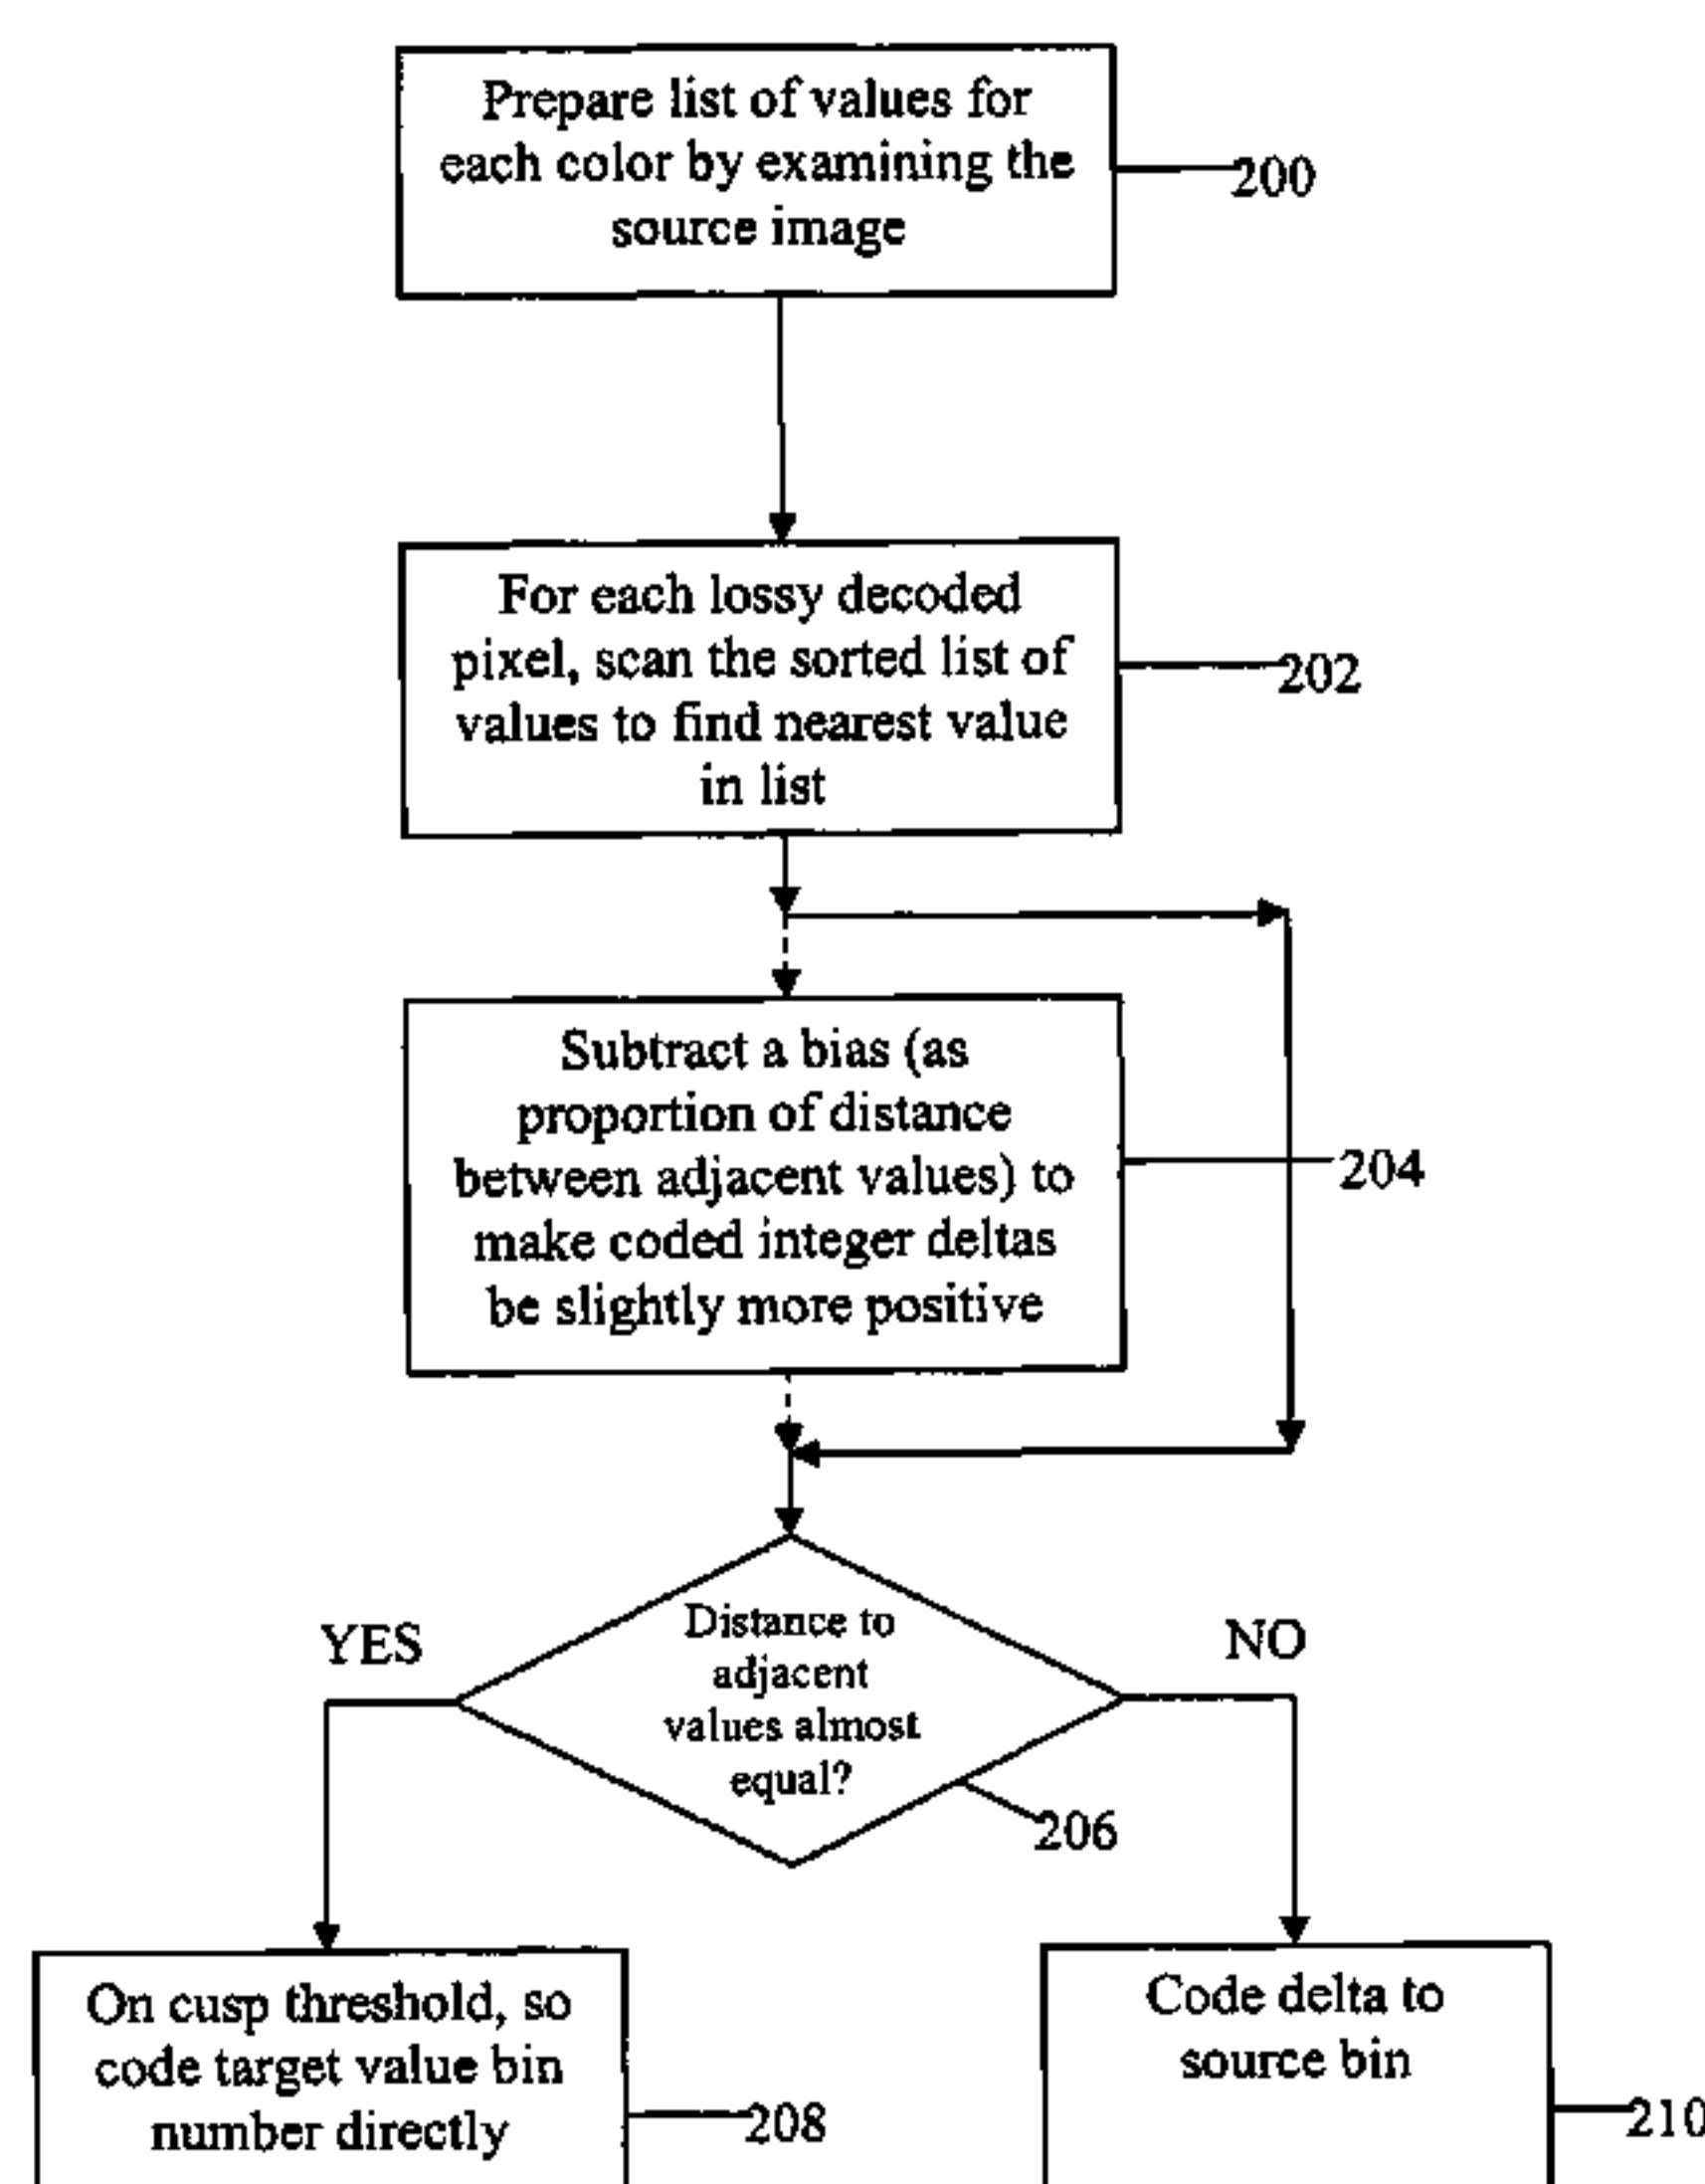 Prepare list of values for
each color by examining the
source image
200
For each lossy decoded
pixel, scan the sorted list of
values to find nearest value
in list
202
Subtract a bias (as
proportion of distance
between adjacent values) to
make coded integer deltas
be slightly more positive
204
Distance to
adjacent
values almost
equal?
YES
NO
206
On cusp threshold, so
code target value bin
number directly
208
Code delta to
source bin
210